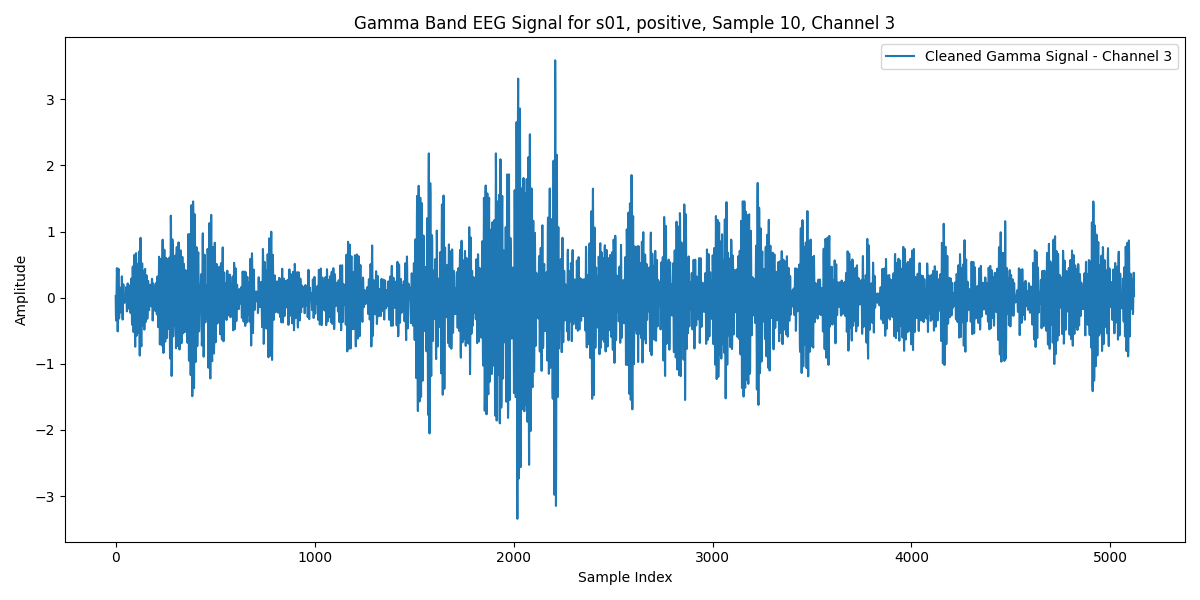 Gamma Band EEG Signal for s01, positive, Sample 10, Channel 3
Cleaned Gamma Signal - Channel 3
Amplitude
3
2
1
0
−1
−2
−3
0 1000 2000 3000 4000 5000
Sample Index